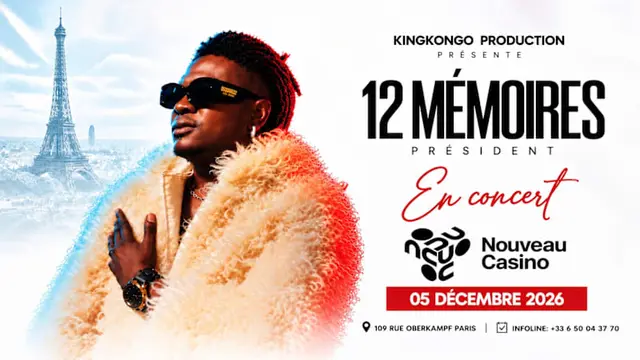 KINGKONGO PRODUCTION
PRÉSENTE
12 MÉMOIRES
PRÉSIDENT
En concert
Nouveau
Casino
05 DÉCEMBRE 2026
109 RUE OBERKAMPF PARIS | INFOLINE: +33 6 50 04 37 70